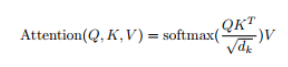 Attention(Q, K, V) = softmax(QK^T/√d_k)V